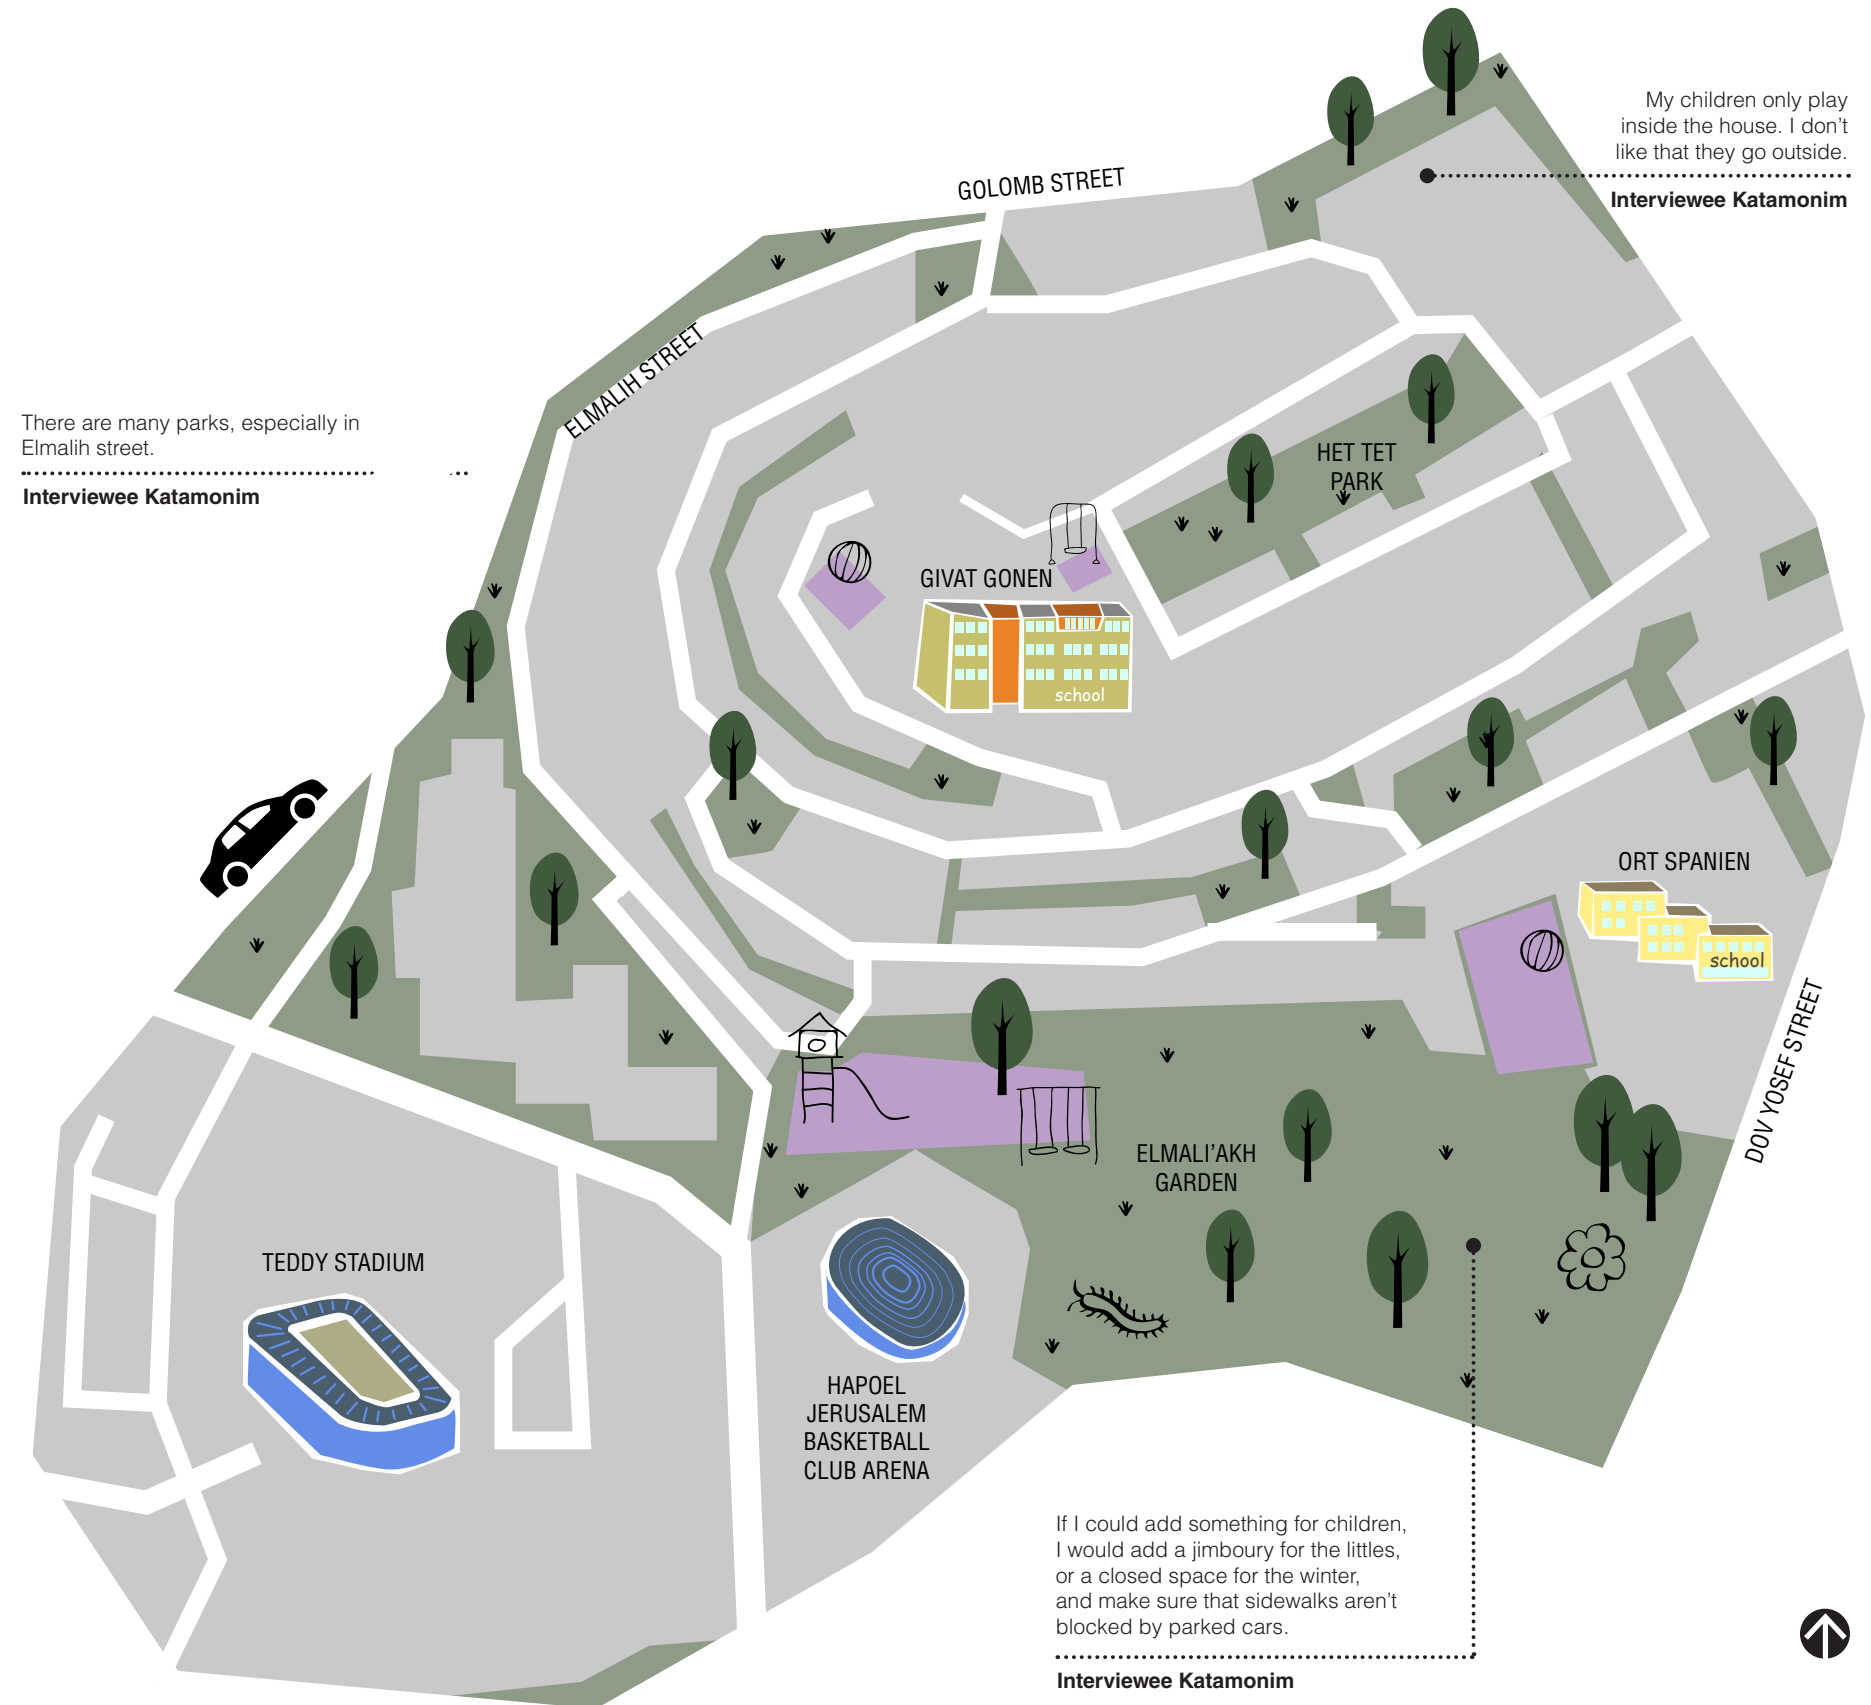 My children only play
inside the house. I don't
like that they go outside.
Interviewee Katamonim
GOLOMB STREET
ELMALIH STREET
There are many parks, especially in
Elmalih street.
Interviewee Katamonim
HET TET
PARK
GIVAT GONEN
school
ORT SPANIEN
school
DOV YOSEF STREET
ELMALI'AKH
GARDEN
TEDDY STADIUM
HAPOEL
JERUSALEM
BASKETBALL
CLUB ARENA
If I could add something for children,
I would add a jimboury for the littles,
or a closed space for the winter,
and make sure that sidewalks aren't
blocked by parked cars.
Interviewee Katamonim